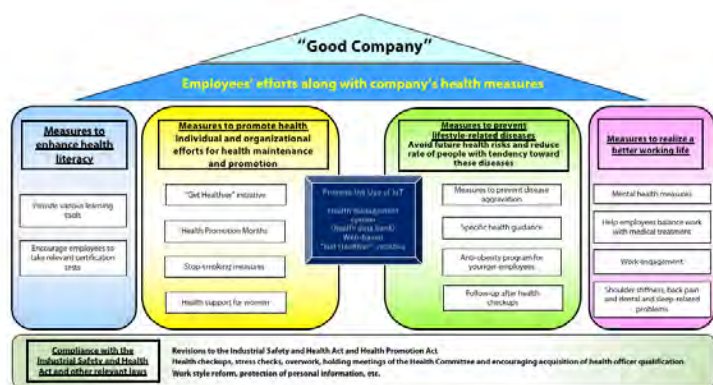 "Good Company"
Employees' efforts along with company's health measures
Measures to
enhance health
literacy
Provide various learning
tools
Encourage employees to
take relevant certification
tests
Measures to promote health
Individual and organizational
efforts for health maintenance
and promotion
"Get Healthier" initiative
Health Promotion Months
Stop-smoking measures
Health support for women
Promote the Use of IoT
Health management
system
(health data bank)
Web-based
"Get Healthier" initiative
Measures to prevent
lifestyle-related diseases
Avoid future health risks and reduce
rate of people with tendency toward
these diseases
Measures to prevent disease
aggravation
Specific health guidance
Anti-obesity program for
younger employees
Follow-up after health
checkups
Measures to realize a
better working life
Mental health measures
Help employees balance work
with medical treatment
Work engagement
Shoulder stiffness, back pain
and dental and sleep-related
problems
Compliance with the
Industrial Safety and Health
Act and other relevant laws
Revisions to the Industrial Safety and Health Act and Health Promotion Act
Health checkups, stress checks, overwork, holding meetings of the Health Committee and encouraging acquisition of health officer qualification.
Work style reform, protection of personal information, etc.